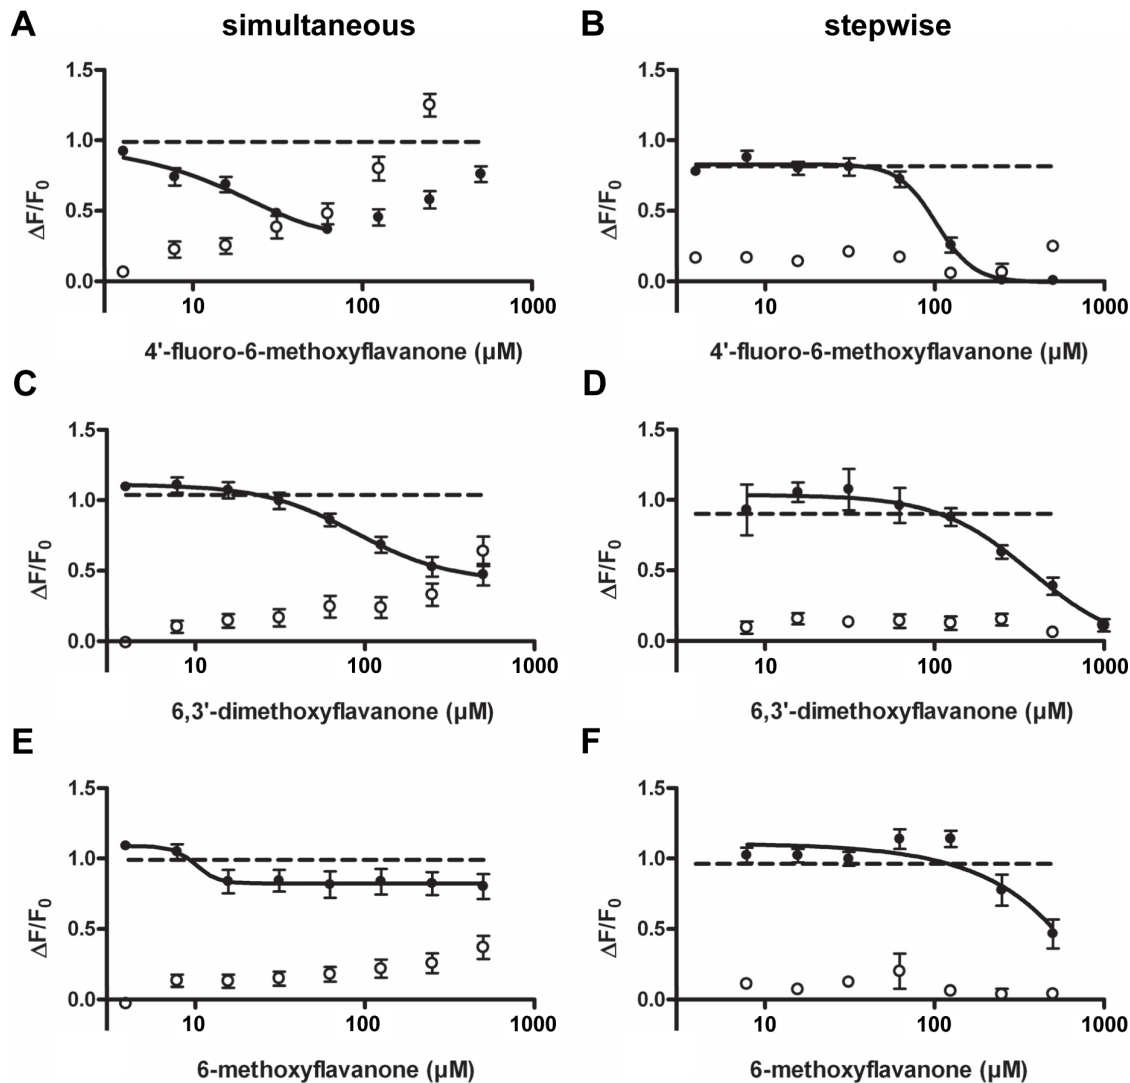 A simultaneous B stepwise
1.5 1.5
1.0 1.0
ΔF/F0 ΔF/F0
0.5 0.5
0.0 0.0
10 100 1000 10 100 1000
4'-fluoro-6-methoxyflavanone (µM) 4'-fluoro-6-methoxyflavanone (µM)
C D
1.5 1.5
1.0 1.0
ΔF/F0 ΔF/F0
0.5 0.5
0.0 0.0
10 100 1000 10 100 1000
6,3'-dimethoxyflavanone (µM) 6,3'-dimethoxyflavanone (µM)
E F
1.5 1.5
1.0 1.0
ΔF/F0 ΔF/F0
0.5 0.5
0.0 0.0
10 100 1000 10 100 1000
6-methoxyflavanone (µM) 6-methoxyflavanone (µM)